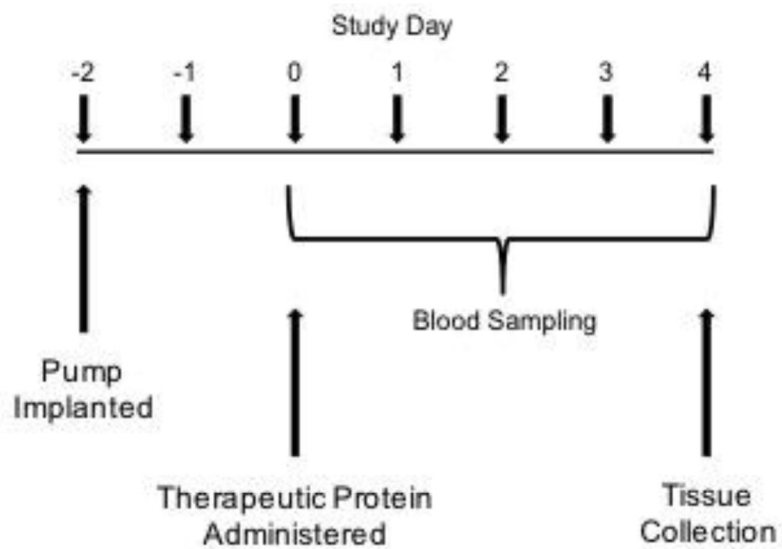 Study Day
-2 -1 0 1 2 3 4
Blood Sampling
Pump
Implanted
Therapeutic Protein
Administered
Tissue
Collection